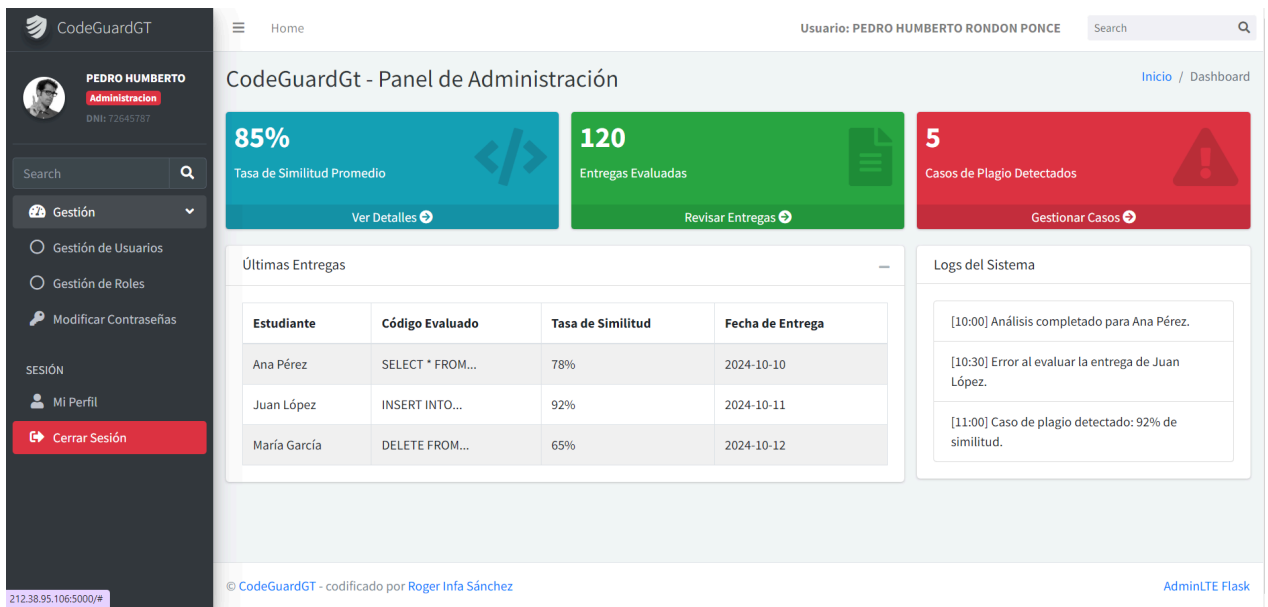 CodeGuardGT
Home
Usuario: PEDRO HUMBERTO RONDON PONCE
Search
PEDRO HUMBERTO
Administracion
DNI: 72645787
Search
Gestión
Gestión de Usuarios
Gestión de Roles
Modificar Contraseñas
SESIÓN
Mi Perfil
Cerrar Sesión
CodeGuardGt - Panel de Administración
Inicio / Dashboard
85%
Tasa de Similitud Promedio
Ver Detalles
120
Entregas Evaluadas
Revisar Entregas
5
Casos de Plagio Detectados
Gestionar Casos
Últimas Entregas
Estudiante Código Evaluado Tasa de Similitud Fecha de Entrega
Ana Pérez SELECT * FROM... 78% 2024-10-10
Juan López INSERT INTO... 92% 2024-10-11
María García DELETE FROM... 65% 2024-10-12
Logs del Sistema
[10:00] Análisis completado para Ana Pérez.
[10:30] Error al evaluar la entrega de Juan
López.
[11:00] Caso de plagio detectado: 92% de
similitud.
© CodeGuardGT - codificado por Roger Infa Sánchez
AdminLTE Flask
212.38.95.106:5000/#